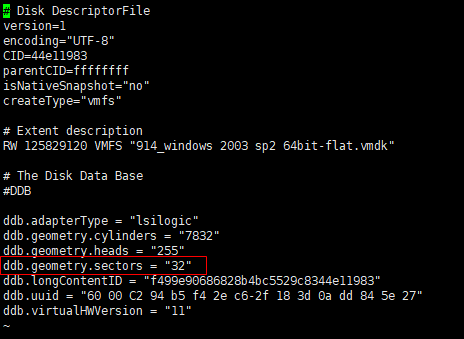 # Disk DescriptorFile
version=1
encoding="UTF-8"
CID=44e11983
parentCID=ffffffff
isNativeSnapshot="no"
createType="vmfs"
# Extent description
RW 125829120 VMFS "914_windows 2003 sp2 64bit-flat.vmdk"
# The Disk Data Base
#DDB
ddb.adapterType = "lsilogic"
ddb.geometry.cylinders = "7832"
ddb.geometry.heads = "255"
ddb.geometry.sectors = "32"
ddb.longContentID = "f499e90686828b4bc5529c8344e11983"
ddb.uuid = "60 00 C2 94 b5 f4 2e c6-2f 18 3d 0a dd 84 5e 27"
ddb.virtualHWVersion = "11"
~